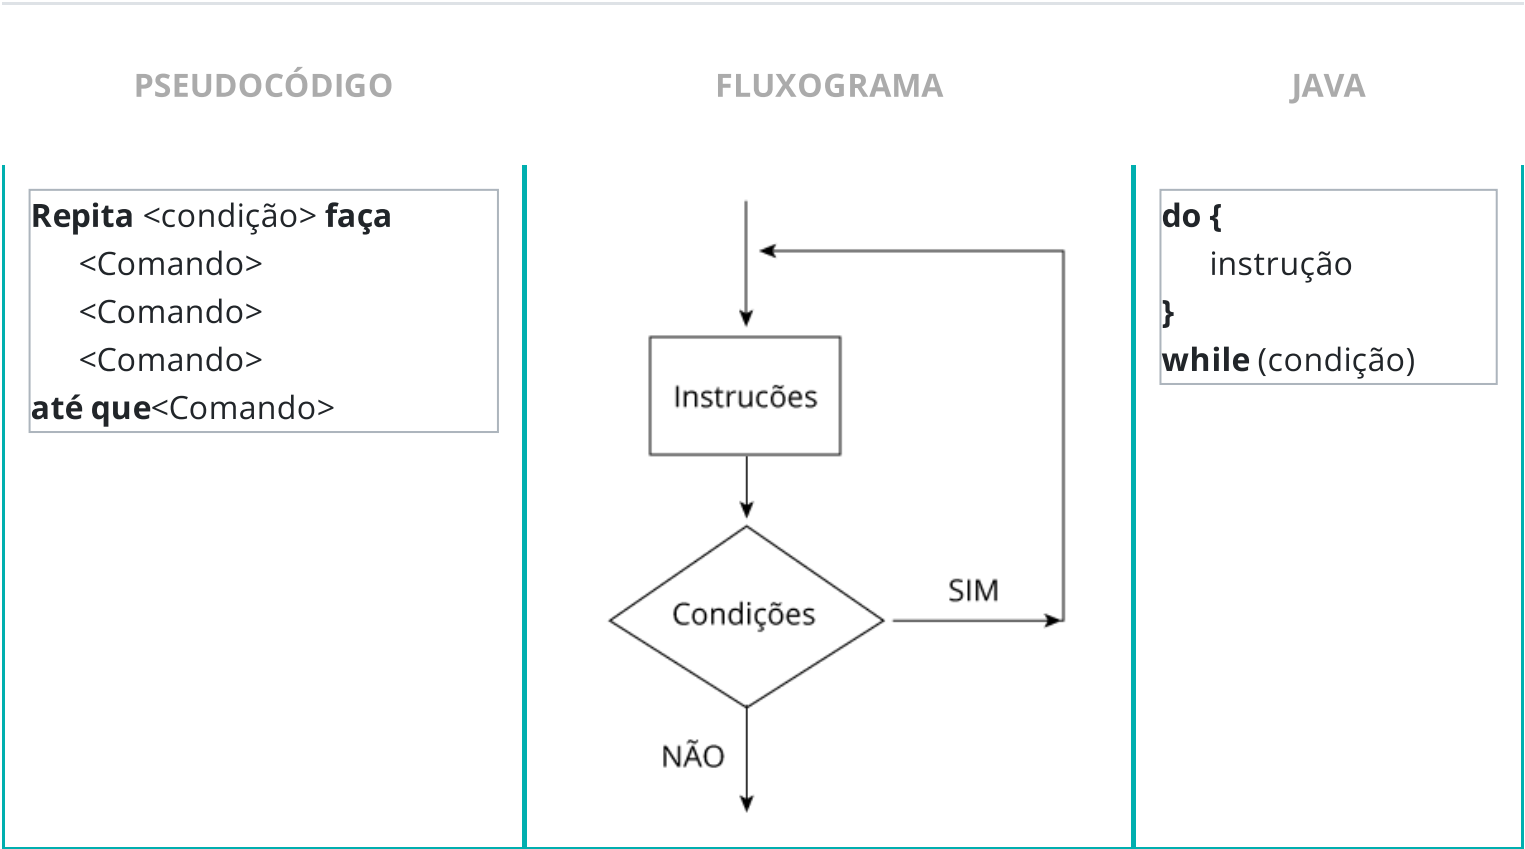 PSEUDOCÓDIGO
FLUXOGRAMA
JAVA
Repita <condição> faça
<Comando>
<Comando>
<Comando>
até que<Comando>
Instrucões
Condições
SIM
NÃO
do {
instrução
}
while (condição)